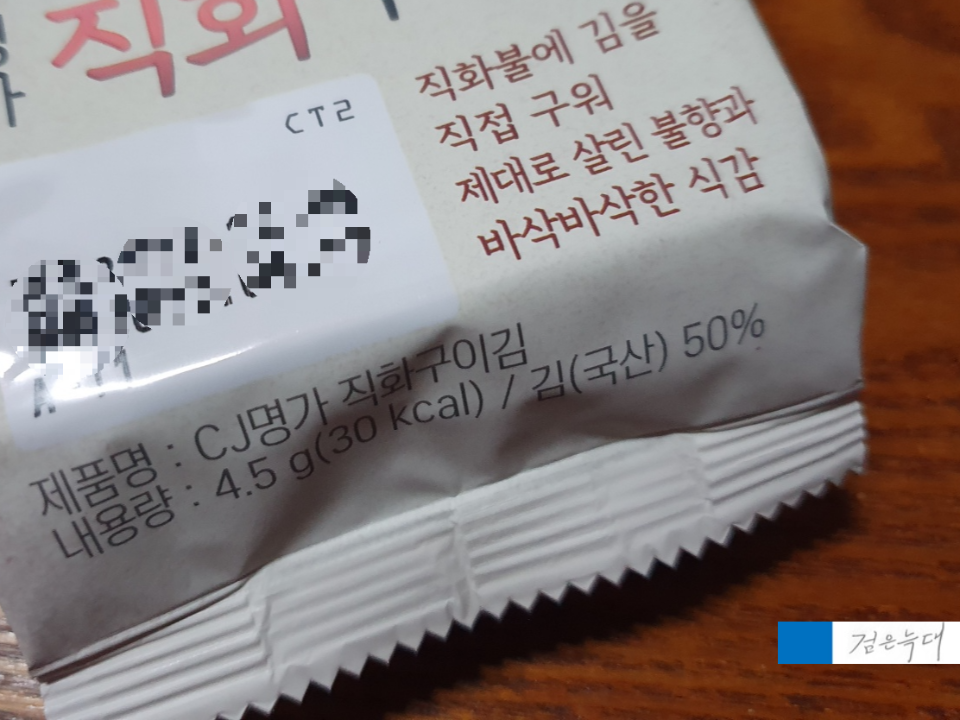 직화
CT2
직화불에 김을
직접 구워
제대로 살린 불향과
바삭바삭한 식감
제품명 : CJ명가 직화구이김
내용량 : 4.5 g(30 kcal) / 김(국산) 50%
검은늑대